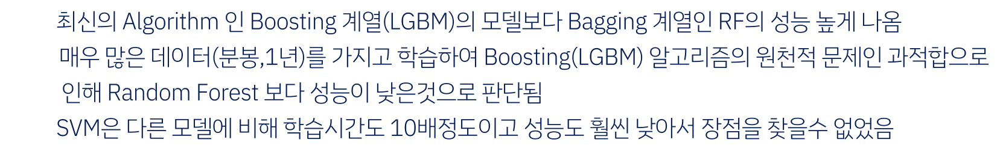 최신의 Algorithm 인 Boosting 계열(LGBM)의 모델보다 Bagging 계열인 RF의 성능 높게 나옴
매우 많은 데이터(분봉,1년)를 가지고 학습하여 Boosting(LGBM) 알고리즘의 원천적 문제인 과적합으로
인해 Random Forest 보다 성능이 낮은것으로 판단됨
SVM은 다른 모델에 비해 학습시간도 10배정도이고 성능도 훨씬 낮아서 장점을 찾을수 없었음